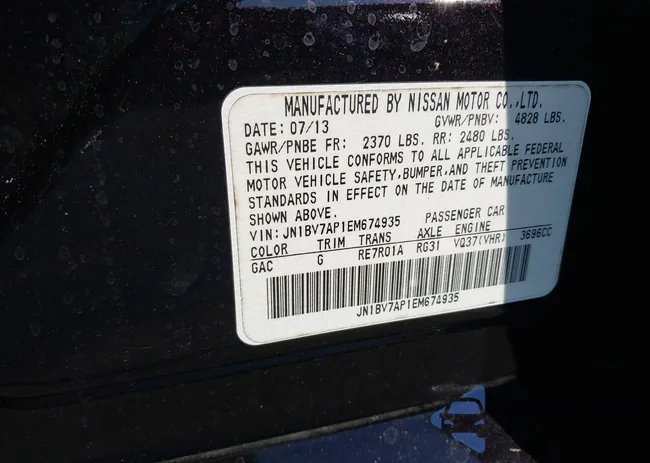 MANUFACTURED BY NISSAN MOTOR CO.,LTD.
DATE: 07/13 GVWR/PNBV: 4828 LBS.
GAWR/PNBE FR: 2370 LBS. RR: 2480 LBS.
THIS VEHICLE CONFORMS TO ALL APPLICABLE FEDERAL
MOTOR VEHICLE SAFETY,BUMPER,AND THEFT PREVENTION
STANDARDS IN EFFECT ON THE DATE OF MANUFACTURE
SHOWN ABOVE.
VIN: JN1BV7AP1EM674935 PASSENGER CAR
COLOR TRIM TRANS AXLE ENGINE
GAC G RE7R01A RG31 VQ37(VHR) 3696CC
JN1BV7AP1EM674935